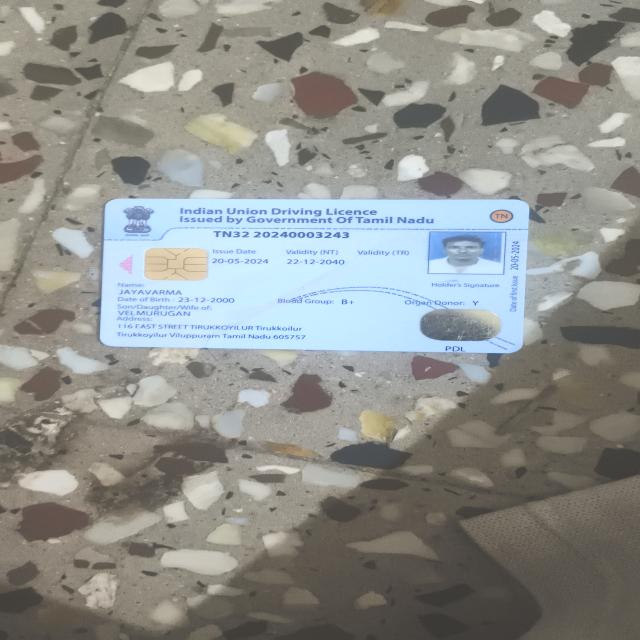 Indian Union Driving Licence
Issued by Government Of Tamil Nadu
TN
TN32 20240003243
Issue Date Validity (NT) Validity (TR)
20-05-2024 22-12-2040
Holder's Signature
Date of first Issue 20-05-2024
Name:
JAYAVARMA
Date of Birth: 23-12-2000 Blood Group: B+ Organ Donor: Y
Son/Daughter/Wife of:
VELMURUGAN
Address:
116 EAST STREET TIRUKKOYILUR Tirukkoilur
Tirukkoyilur Viluppuram Tamil Nadu 605757
PDL